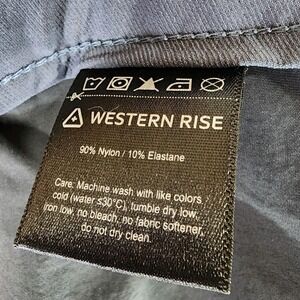 WESTERN RISE
90% Nylon / 10% Elastane
Care: Machine wash with like colors
cold (water ≤30°C), tumble dry low,
iron low, no bleach, no fabric softener,
do not dry clean.